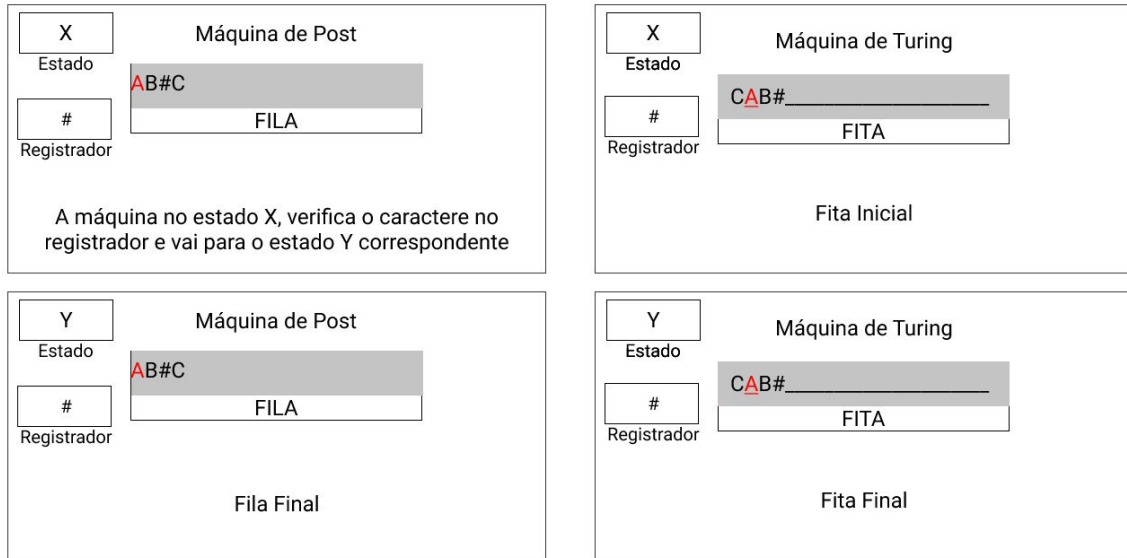 X
Estado
#
Registrador
Máquina de Post
AB#C
FILA
A máquina no estado X, verifica o caractere no
registrador e vai para o estado Y correspondente
X
Estado
#
Registrador
Máquina de Turing
CAB#_____________________
FITA
Fita Inicial
Y
Estado
#
Registrador
Máquina de Post
AB#C
FILA
Fila Final
Y
Estado
#
Registrador
Máquina de Turing
CAB#_____________________
FITA
Fita Final